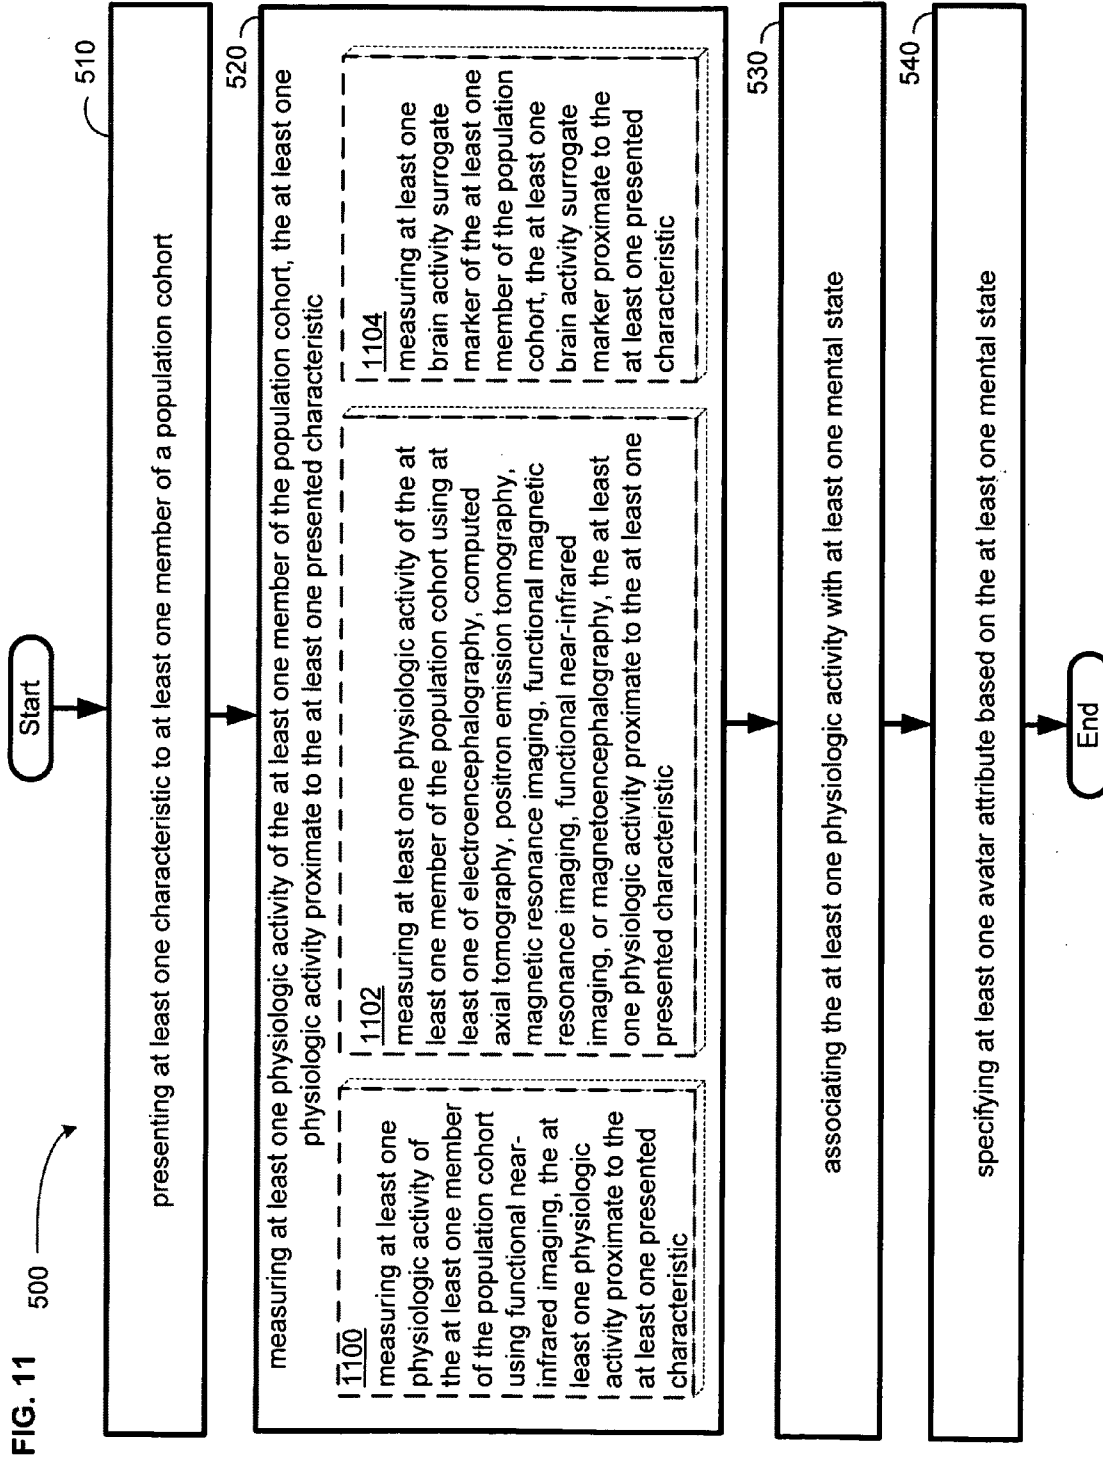 FIG. 11
500
Start
510
presenting at least one characteristic to at least one member of a population cohort
520
measuring at least one physiologic activity of the at least one member of the population cohort, the at least one
physiologic activity proximate to the at least one presented characteristic
1100
measuring at least one
physiologic activity of
the at least one member
of the population cohort
using functional near-
infrared imaging, the at
least one physiologic
activity proximate to the
at least one presented
characteristic
1102
measuring at least one physiologic activity of the at
least one member of the population cohort using at
least one of electroencephalography, computed
axial tomography, positron emission tomography,
magnetic resonance imaging, functional magnetic
resonance imaging, functional near-infrared
imaging, or magnetoencephalography, the at least
one physiologic activity proximate to the at least one
presented characteristic
1104
measuring at least one
brain activity surrogate
marker of the at least one
member of the population
cohort, the at least one
brain activity surrogate
marker proximate to the
at least one presented
characteristic
530
associating the at least one physiologic activity with at least one mental state
540
specifying at least one avatar attribute based on the at least one mental state
End